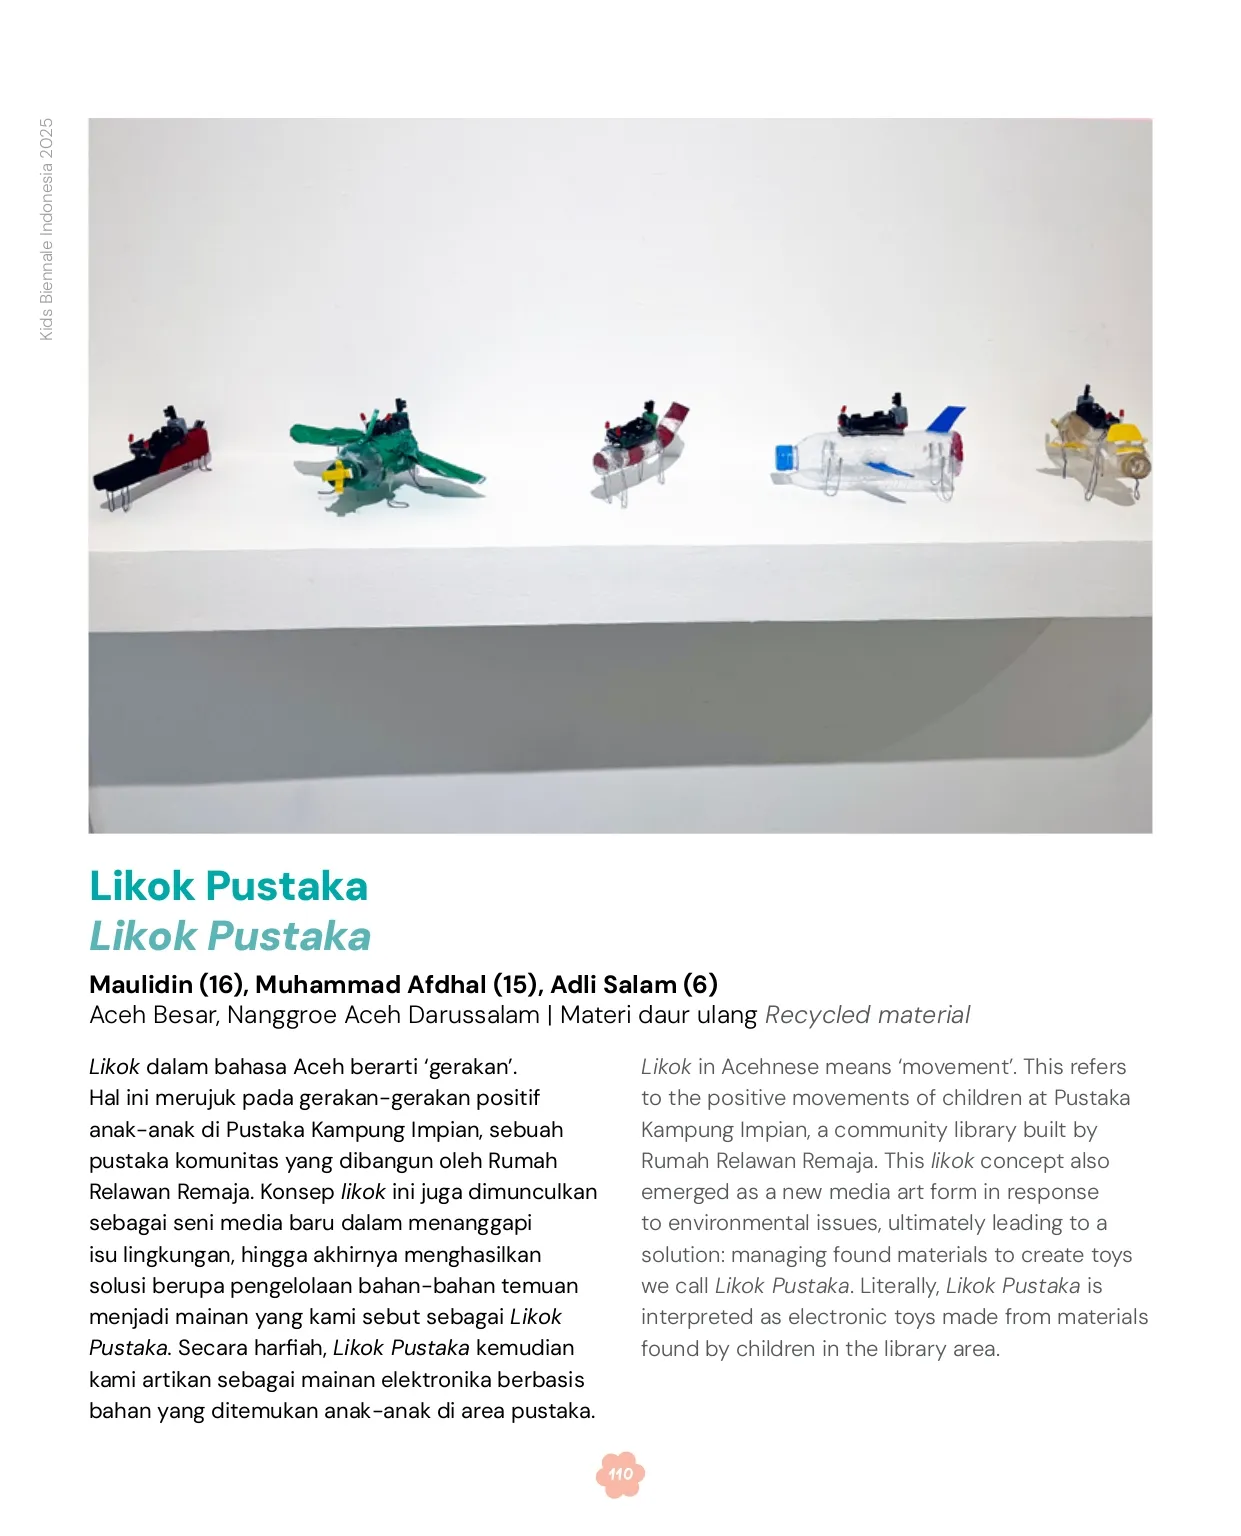 Kids Biennale Indonesia 2025
Likok Pustaka
Likok Pustaka
Maulidin (16), Muhammad Afdhal (15), Adli Salam (6)
Aceh Besar, Nanggroe Aceh Darussalam | Materi daur ulang Recycled material
Likok dalam bahasa Aceh berarti ‘gerakan’.
Hal ini merujuk pada gerakan-gerakan positif
anak-anak di Pustaka Kampung Impian, sebuah
pustaka komunitas yang dibangun oleh Rumah
Relawan Remaja. Konsep likok ini juga dimunculkan
sebagai seni media baru dalam menanggapi
isu lingkungan, hingga akhirnya menghasilkan
solusi berupa pengelolaan bahan-bahan temuan
menjadi mainan yang kami sebut sebagai Likok
Pustaka. Secara harfiah, Likok Pustaka kemudian
kami artikan sebagai mainan elektronika berbasis
bahan yang ditemukan anak-anak di area pustaka.
Likok in Acehnese means ‘movement’. This refers
to the positive movements of children at Pustaka
Kampung Impian, a community library built by
Rumah Relawan Remaja. This likok concept also
emerged as a new media art form in response
to environmental issues, ultimately leading to a
solution: managing found materials to create toys
we call Likok Pustaka. Literally, Likok Pustaka is
interpreted as electronic toys made from materials
found by children in the library area.
110